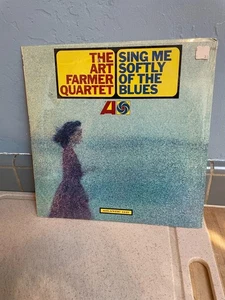 THE
ART
FARMER
QUARTET
SING ME
SOFTLY
OF THE
BLUES